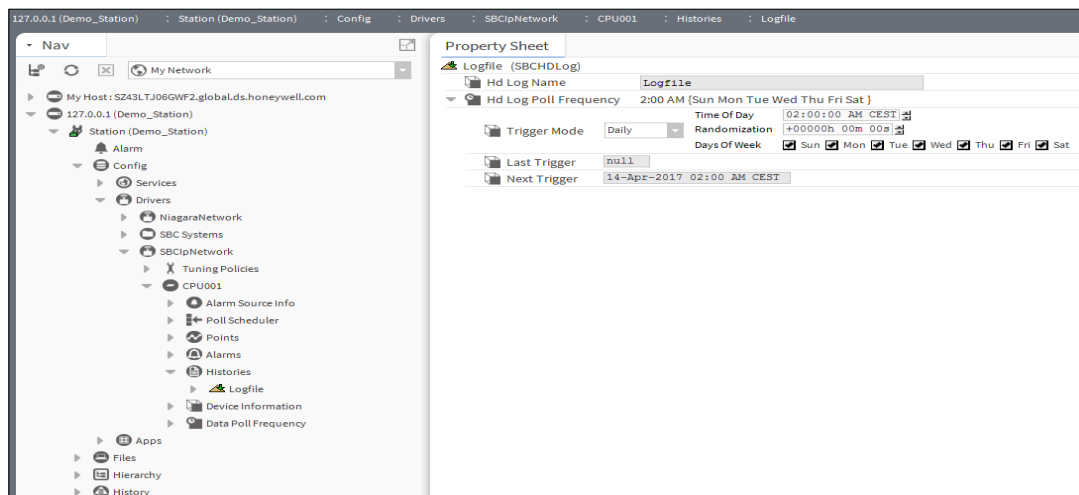 127.0.0.1 (Demo_Station) : Station (Demo_Station) : Config : Drivers : SBCIpNetwork : CPU001 : Histories : Logfile
Nav
My Network
My Host : SZ43LTJ06GWF2.global.ds.honeywell.com
127.0.0.1 (Demo_Station)
Station (Demo_Station)
Alarm
Config
Services
Drivers
NiagaraNetwork
SBC Systems
SBCIpNetwork
Tuning Policies
CPU001
Alarm Source Info
Poll Scheduler
Points
Alarms
Histories
Logfile
Device Information
Data Poll Frequency
Apps
Files
Hierarchy
History
Property Sheet
Logfile (SBCHDLog)
Hd Log Name Logfile
Hd Log Poll Frequency 2:00 AM {Sun Mon Tue Wed Thu Fri Sat }
Trigger Mode Daily
Time Of Day 02:00:00 AM CEST
Randomization +00000h 00m 00s
Days Of Week Sun Mon Tue Wed Thu Fri Sat
Last Trigger null
Next Trigger 14-Apr-2017 02:00 AM CEST